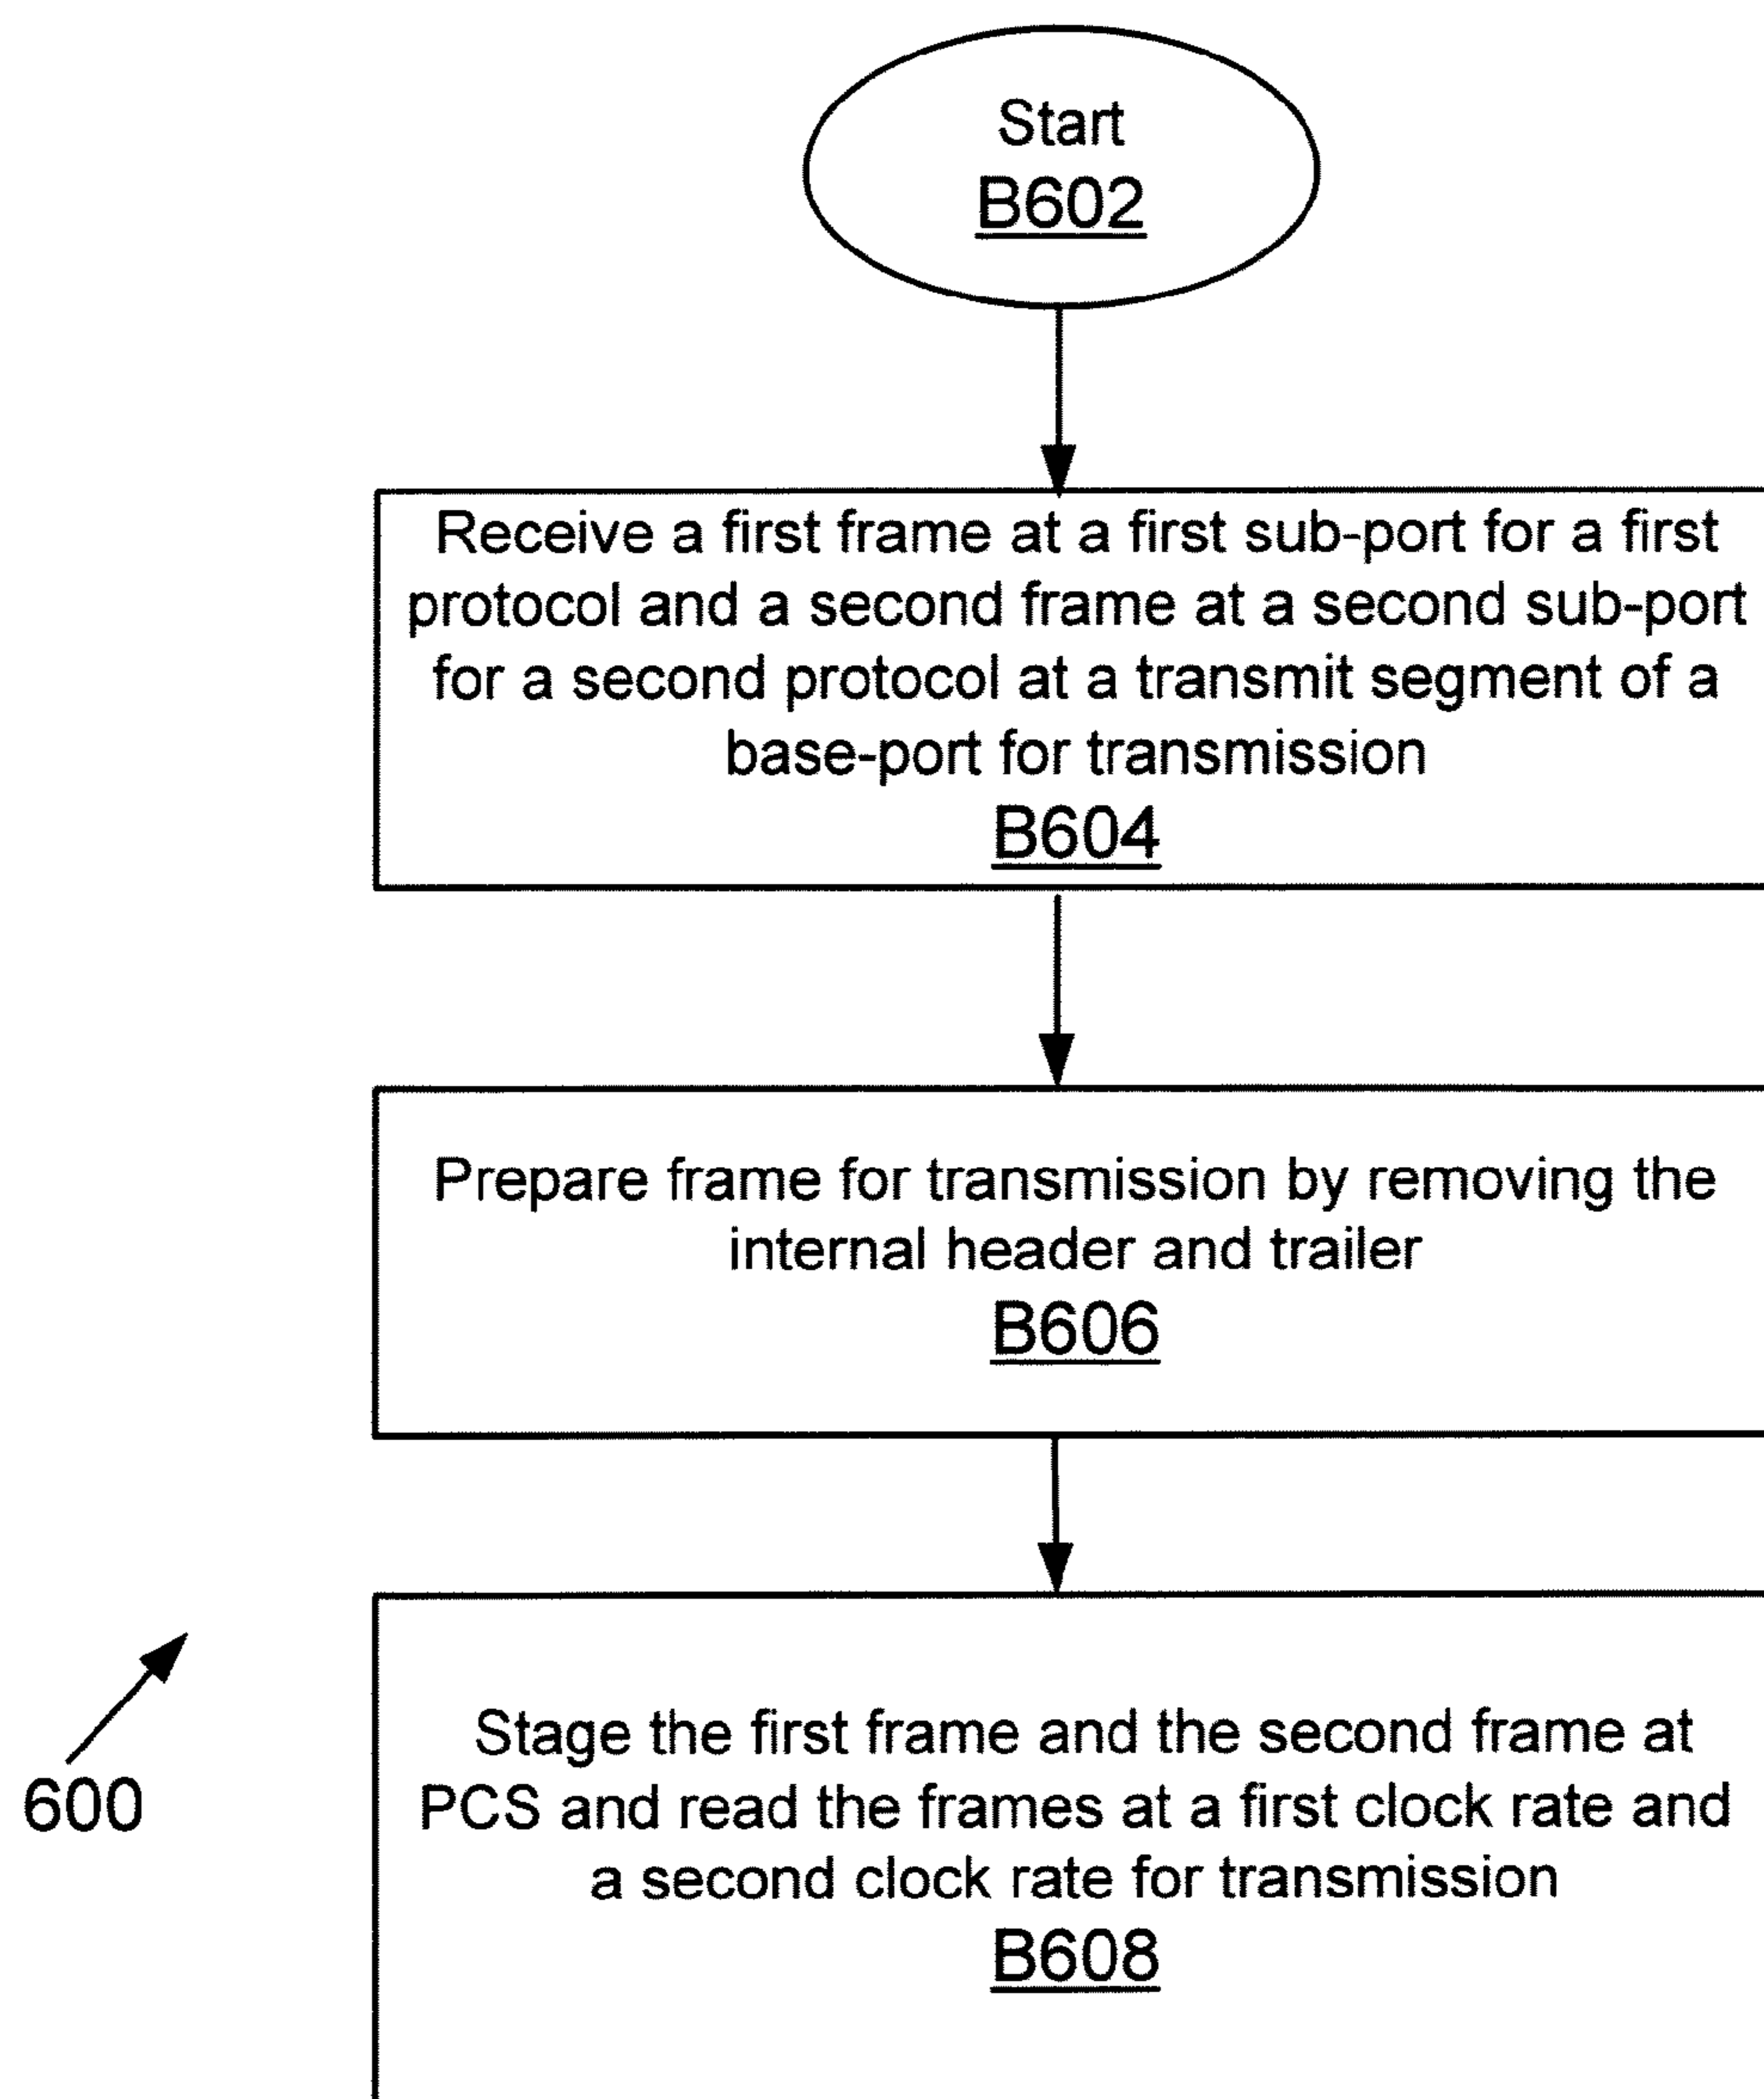 Start
B602
Receive a first frame at a first sub-port for a first
protocol and a second frame at a second sub-port
for a second protocol at a transmit segment of a
base-port for transmission
B604
Prepare frame for transmission by removing the
internal header and trailer
B606
Stage the first frame and the second frame at
PCS and read the frames at a first clock rate and
a second clock rate for transmission
B608
600